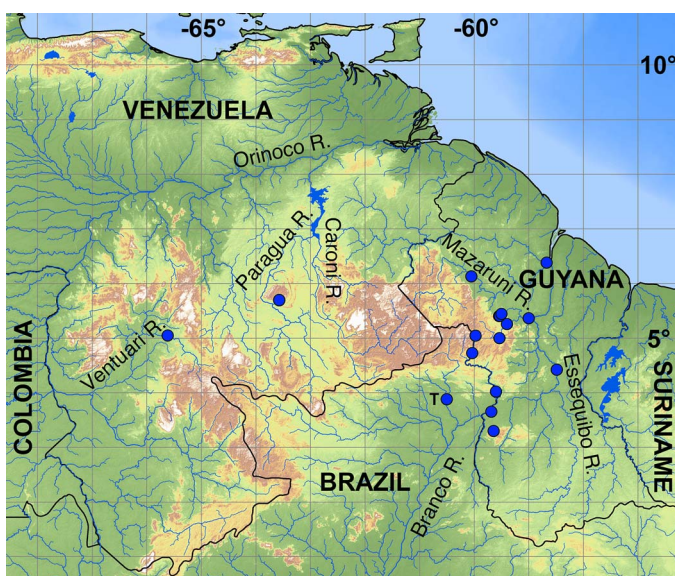 -65°
-60°
10°
VENEZUELA
Orinoco R.
Paragua R.
Caroni R.
Mazaruni R.
GUYANA
Ventuari R.
5°
COLOMBIA
Essequibo R.
SURINAME
T
BRAZIL
Branco R.